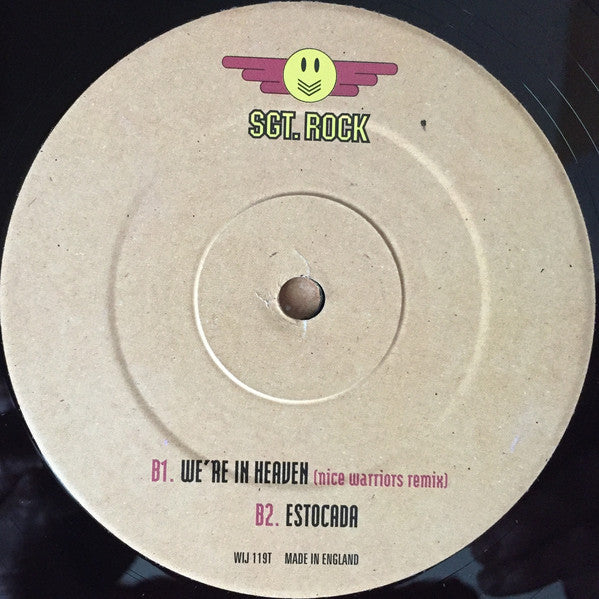 SGT. ROCK
B1. WE´RE IN HEAVEN (nice warriors remix)
B2. ESTOCADA
WIJ 119T MADE IN ENGLAND